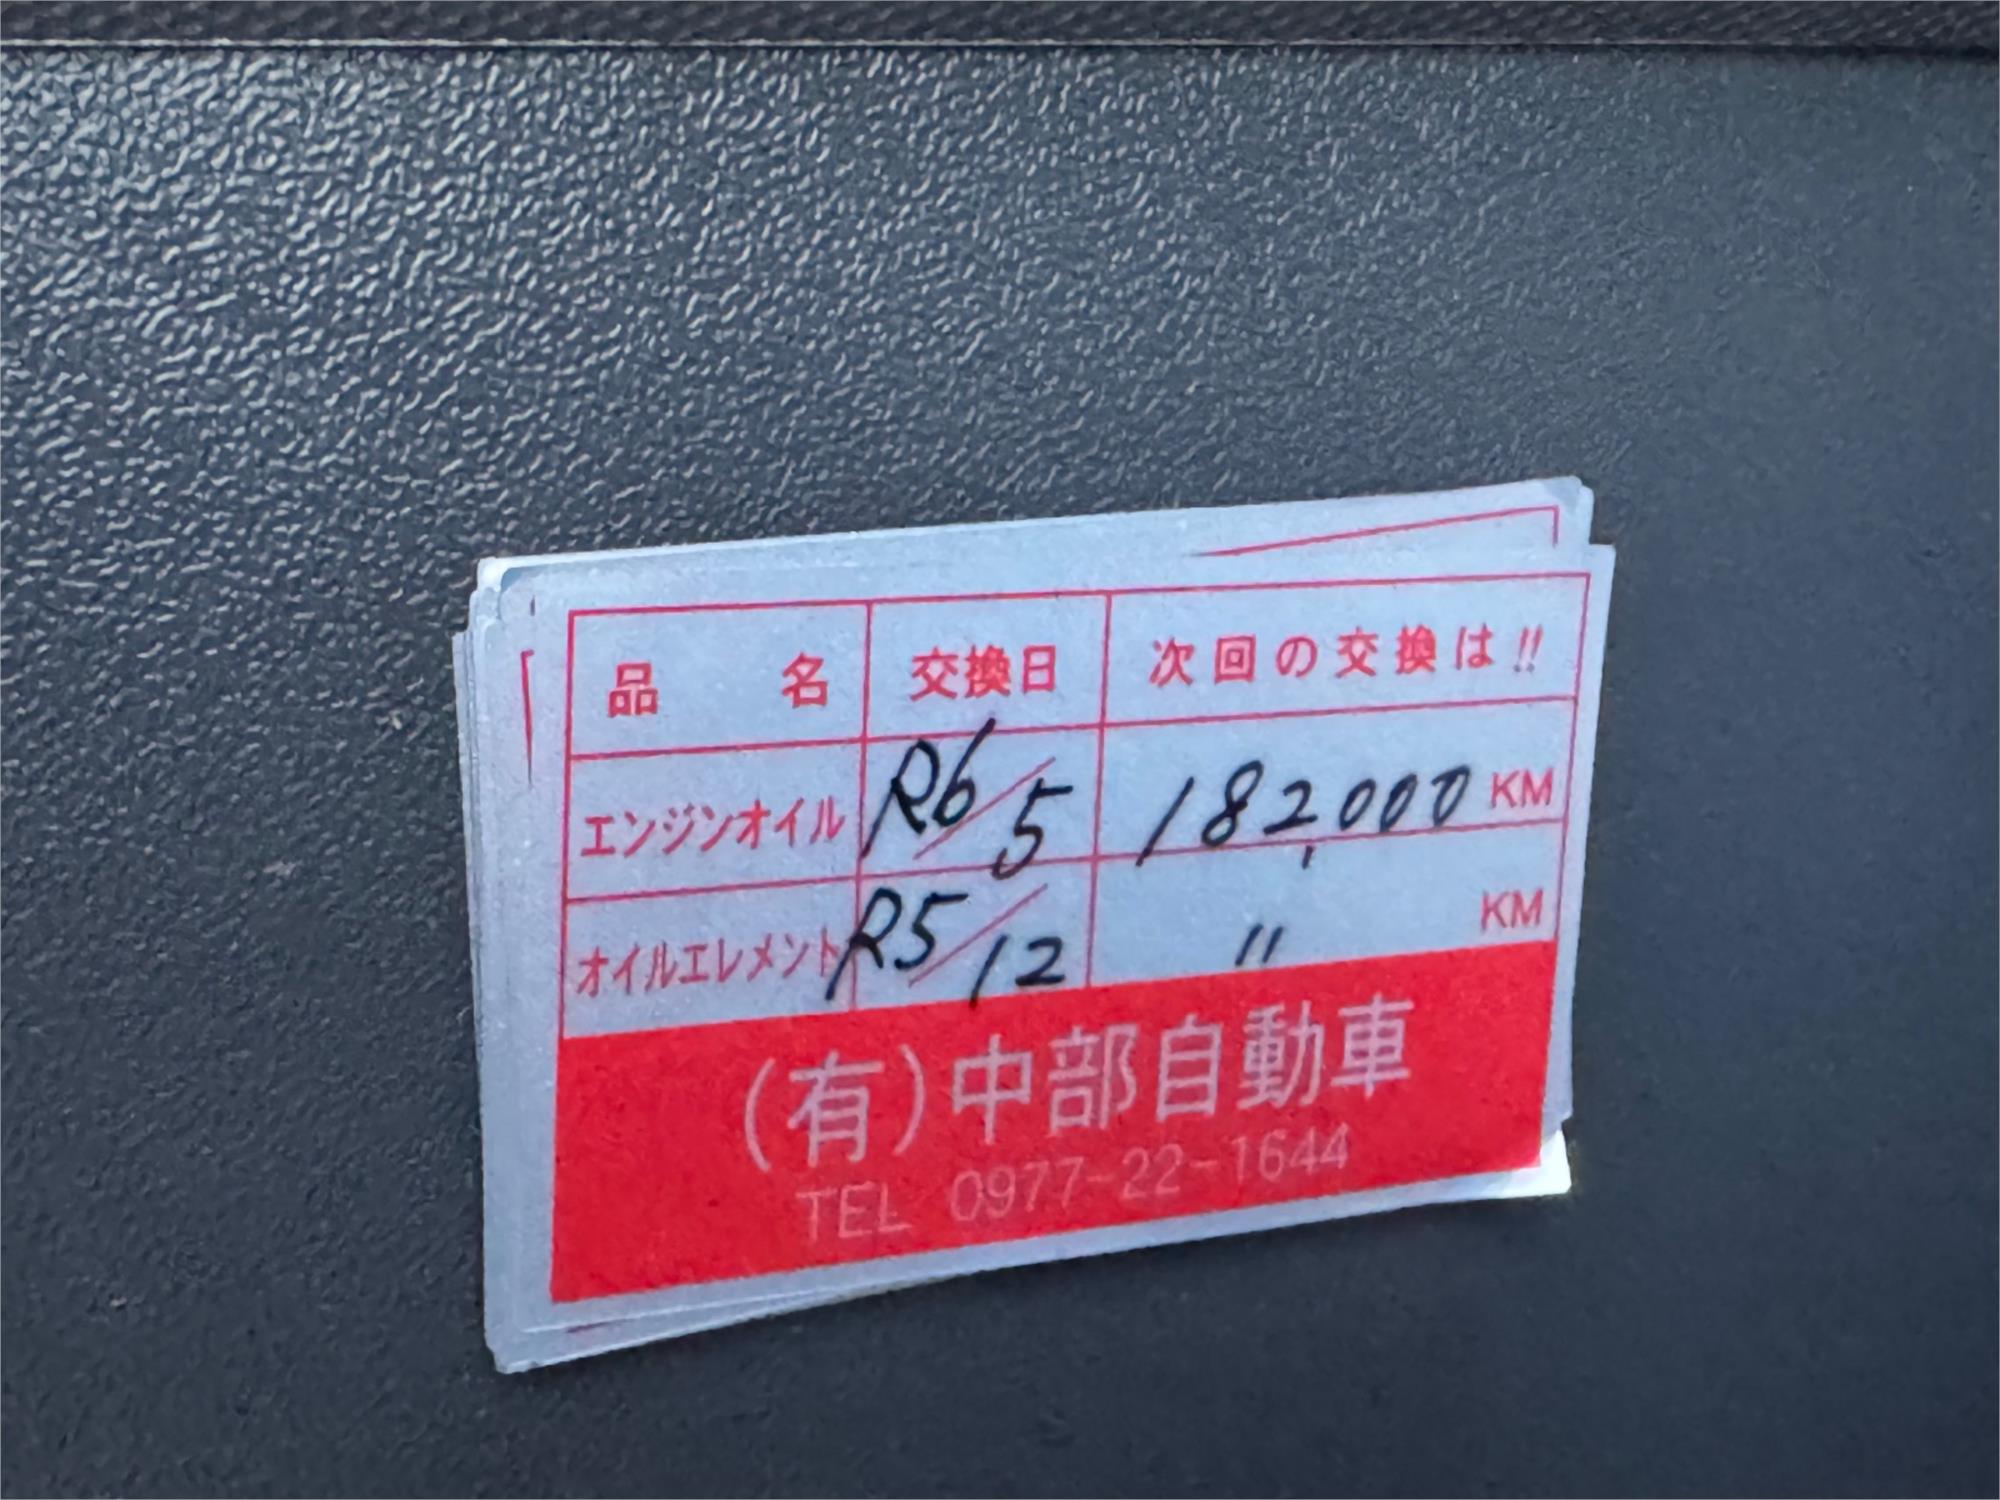 品名 交換日 次回の交換は!!
エンジンオイル R6/5 182,000 KM
オイルエレメント R5/12 〃 KM
(有)中部自動車
TEL 0977-22-1644